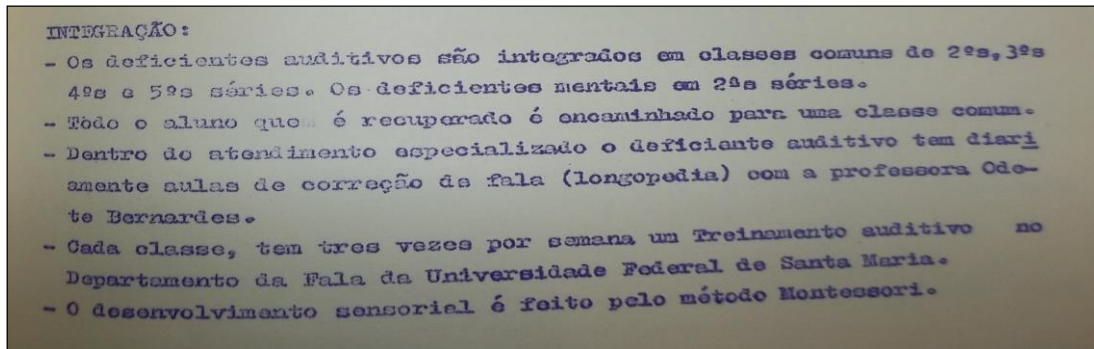 INTEGRAÇÃO:
- Os deficientes auditivos são integrados em classes comuns de 2ªs, 3ªs
4ªs e 5ªs séries. Os deficientes mentais em 2ªs séries.
- Todo o aluno que é recuperado é encaminhado para uma classe comum.
- Dentro do atendimento especializado o deficiente auditivo tem diari
amente aulas de correção da fala (longopedia) com a professora Ode-
te Bernardes.
- Cada classe, tem tres vezes por semana um Treinamento auditivo no
Departamento da Fala da Universidade Federal de Santa Maria.
- O desenvolvimento sensorial é feito pelo método Montessori.